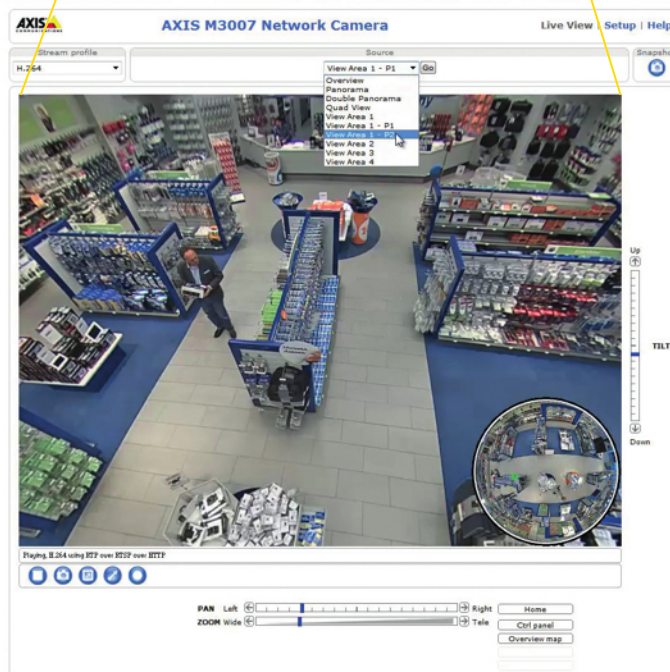 AXIS
COMMUNICATIONS
AXIS M3007 Network Camera
Live View | Setup | Help
Stream profile
Source
Snapsho
H.264
View Area 1 - P1
Go
Overview
Panorama
Double Panorama
Quad View
View Area 1
View Area 1 - P1
View Area 1 - P2
View Area 2
View Area 3
View Area 4
Up
TILT
Down
Playing, H.264 using RTP over RTSP over HTTP
PAN Left Right Home
ZOOM Wide Tele Ctrl panel
Overview map